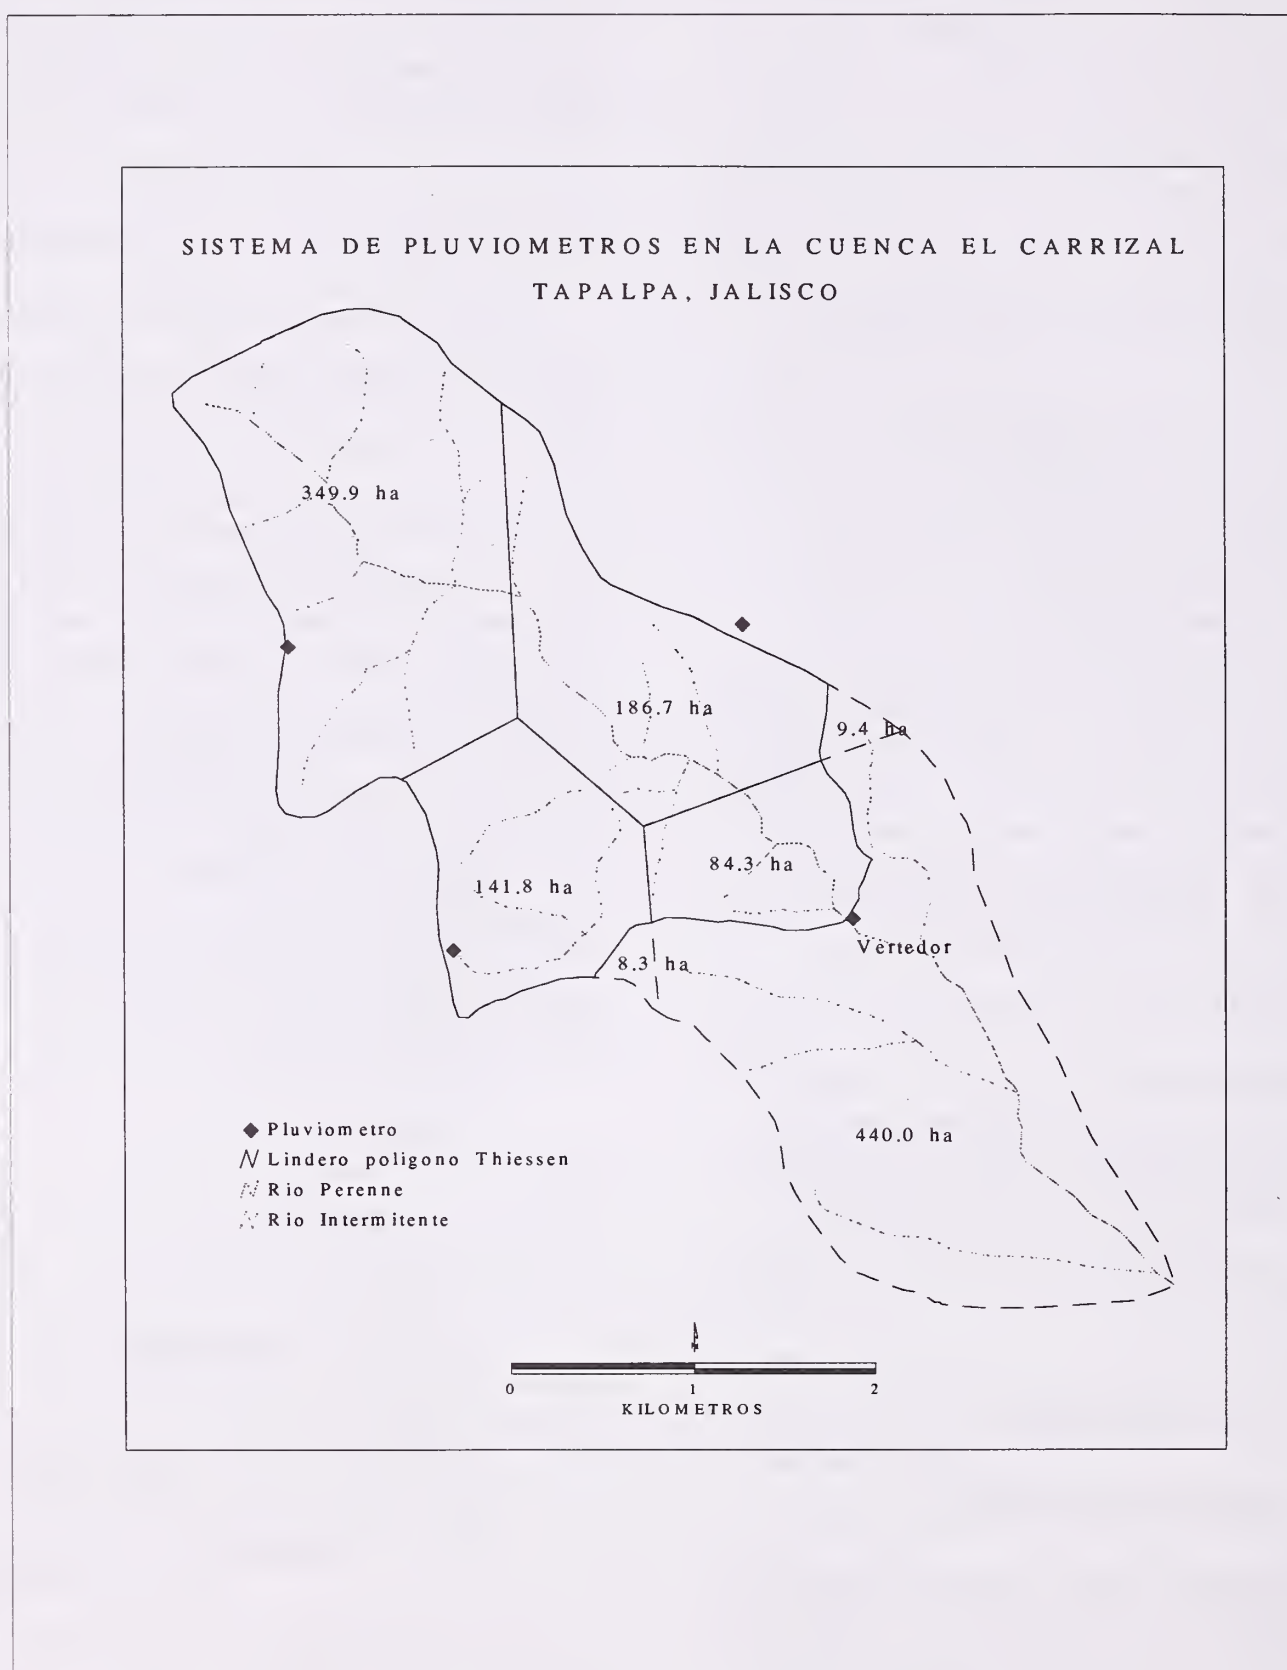 SISTEMA DE PLUVIOMETROS EN LA CUENCA EL CARRIZAL
TAPALPA, JALISCO
349.9 ha
186.7 ha
9.4 ha
84.3 ha
141.8 ha
Vertedor
8.3 ha
440.0 ha
Pluviometro
Lindero poligono Thiessen
Rio Perenne
Rio Intermitente
0 1 2
KILOMETROS